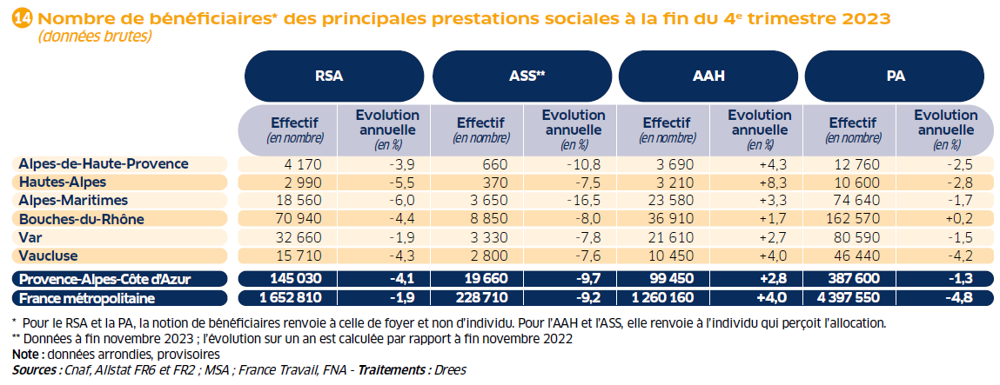 14 Nombre de bénéficiaires* des principales prestations sociales à la fin du 4e trimestre 2023
(données brutes)
RSA ASS** AAH PA
Effectif (en nombre) Evolution annuelle (en %) Effectif (en nombre) Evolution annuelle (en %) Effectif (en nombre) Evolution annuelle (en %) Effectif (en nombre) Evolution annuelle (en %)
Alpes-de-Haute-Provence 4 170 -3,9 660 -10,8 3 690 +4,3 12 760 -2,5
Hautes-Alpes 2 990 -5,5 370 -7,5 3 210 +8,3 10 600 -2,8
Alpes-Maritimes 18 560 -6,0 3 650 -16,5 23 580 +3,3 74 640 -1,7
Bouches-du-Rhône 70 940 -4,4 8 850 -8,0 36 910 +1,7 162 570 +0,2
Var 32 660 -1,9 3 330 -7,8 21 610 +2,7 80 590 -1,5
Vaucluse 15 710 -4,3 2 800 -7,6 10 450 +4,0 46 440 -4,2
Provence-Alpes-Côte d'Azur 145 030 -4,1 19 660 -9,7 99 450 +2,8 387 600 -1,3
France métropolitaine 1 652 810 -1,9 228 710 -9,2 1 260 160 +4,0 4 397 550 -4,8
* Pour le RSA et la PA, la notion de bénéficiaires renvoie à celle de foyer et non d'individu. Pour l'AAH et l'ASS, elle renvoie à l'individu qui perçoit l'allocation.
** Données à fin novembre 2023 ; l'évolution sur un an est calculée par rapport à fin novembre 2022
Note : données arrondies, provisoires
Sources : Cnaf, Allstat FR6 et FR2 ; MSA ; France Travail, FNA - Traitements : Drees